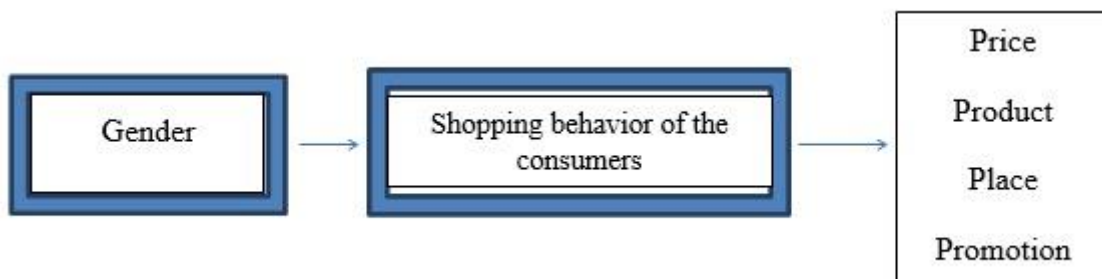 Gender
Shopping behavior of the
consumers
Price
Product
Place
Promotion